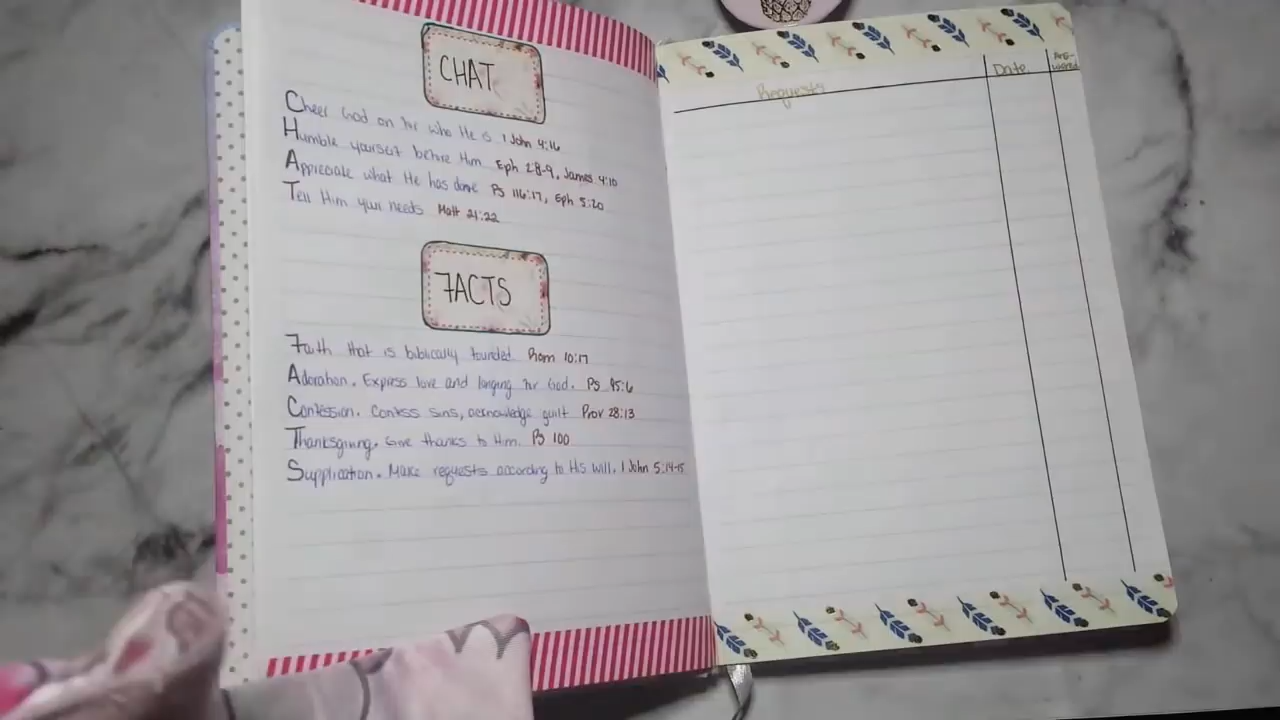 CHAT
Cheer God on for who He is 1 John 4:16
Humble yourself before Him Eph 2:8-9, James 4:10
Appreciate what He has done Ps 116:17, Eph 5:20
Tell Him your needs Matt 21:22
FACTS
Faith that is biblically founded Rom 10:17
Adoration. Express love and longing for God. Ps 95:6
Confession. Confess sins, acknowledge guilt Prov 28:13
Thanksgiving. Give thanks to Him. Ps 100
Supplication. Make requests according to His will. 1 John 5:14-15
Requests
Date
Ans-
wered